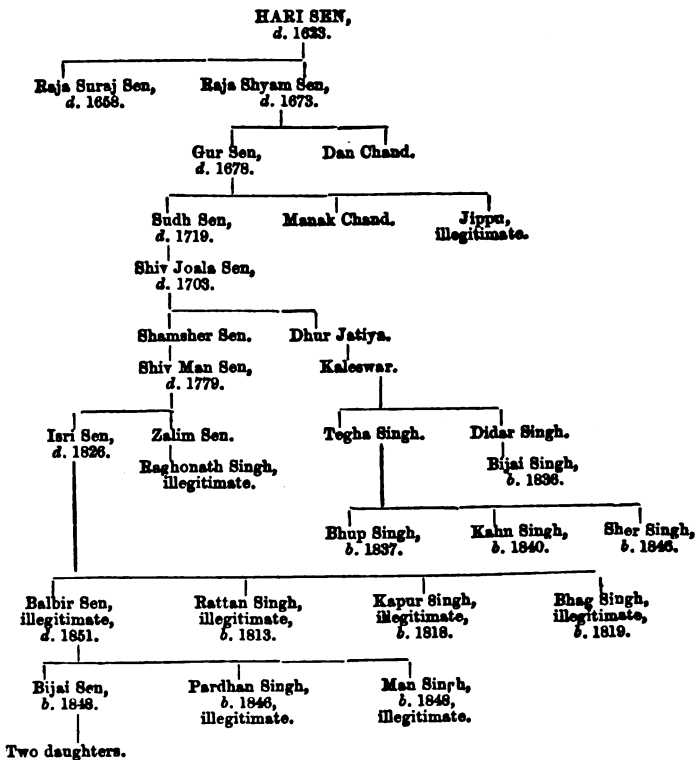 HARI SEN,
d. 1623.
Raja Suraj Sen,
d. 1658.
Raja Shyam Sen,
d. 1673.
Gur Sen,
d. 1678.
Dan Chand.
Sudh Sen,
d. 1719.
Manak Chand.
Jippu,
illegitimate.
Shiv Joala Sen,
d. 1703.
Shamsher Sen.
Dhur Jatiya.
Shiv Man Sen,
d. 1779.
Kaleswar.
Isri Sen,
d. 1826.
Zalim Sen.
Tegha Singh.
Didar Singh.
Raghonath Singh,
illegitimate.
Bijai Singh,
b. 1836.
Bhup Singh,
b. 1837.
Kahn Singh,
b. 1840.
Sher Singh,
b. 1846.
Balbir Sen,
illegitimate,
d. 1851.
Rattan Singh,
illegitimate,
b. 1813.
Kapur Singh,
illegitimate,
b. 1818.
Bhag Singh,
illegitimate,
b. 1819.
Bijai Sen,
b. 1848.
Pardhan Singh,
b. 1846,
illegitimate.
Man Singh,
b. 1848,
illegitimate.
Two daughters.